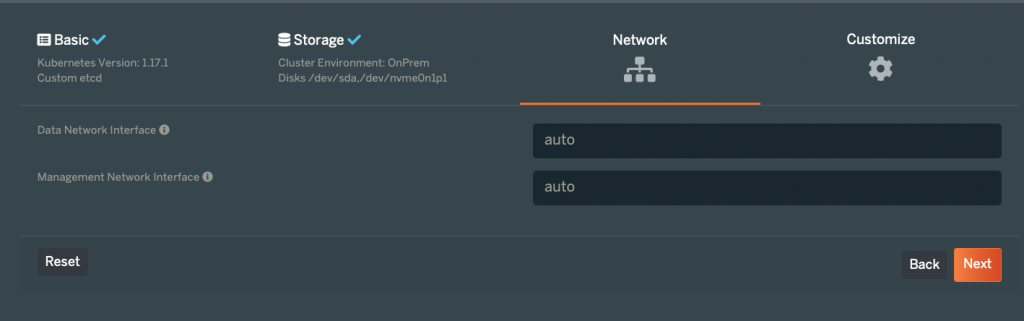 Basic
Kubernetes Version: 1.17.1
Custom etcd
Storage
Cluster Environment: OnPrem
Disks /dev/sda,/dev/nvme0n1p1
Network
Customize
Data Network Interface
auto
Management Network Interface
auto
Reset
Back
Next